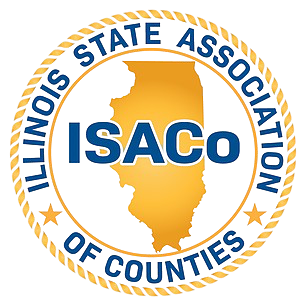 ILLINOIS STATE ASSOCIATION
ISACo
OF COUNTIES